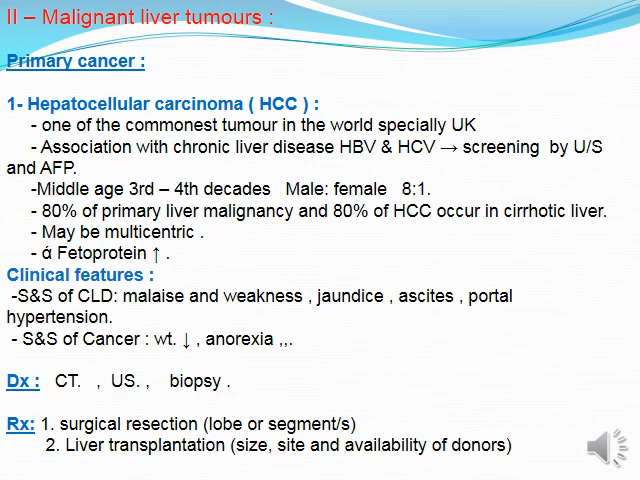 II – Malignant liver tumours :
Primary cancer :
1- Hepatocellular carcinoma ( HCC ) :
- one of the commonest tumour in the world specially UK
- Association with chronic liver disease HBV & HCV → screening by U/S
and AFP.
-Middle age 3rd – 4th decades Male: female 8:1.
- 80% of primary liver malignancy and 80% of HCC occur in cirrhotic liver.
- May be multicentric .
- ά Fetoprotein ↑ .
Clinical features :
-S&S of CLD: malaise and weakness , jaundice , ascites , portal
hypertension.
- S&S of Cancer : wt. ↓ , anorexia ,,.
Dx : CT. , US. , biopsy .
Rx: 1. surgical resection (lobe or segment/s)
2. Liver transplantation (size, site and availability of donors)